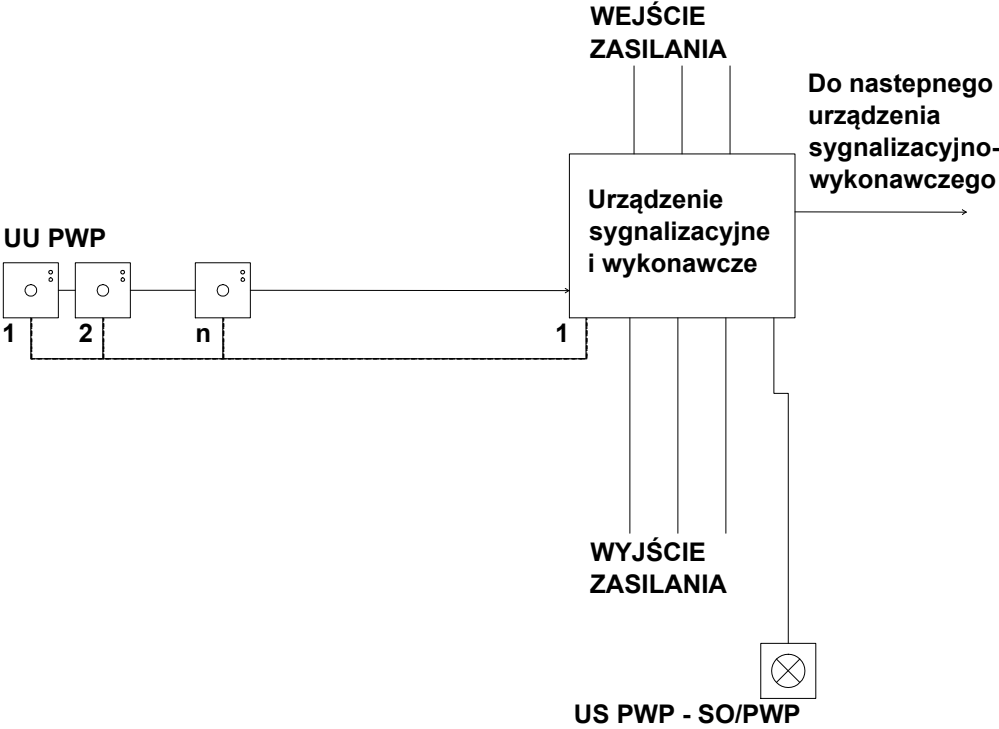 WEJŚCIE
ZASILANIA
Do nastepnego
urządzenia
sygnalizacyjno-
wykonawczego
Urządzenie
sygnalizacyjne
i wykonawcze
UU PWP
1
2
n
1
WYJŚCIE
ZASILANIA
US PWP - SO/PWP